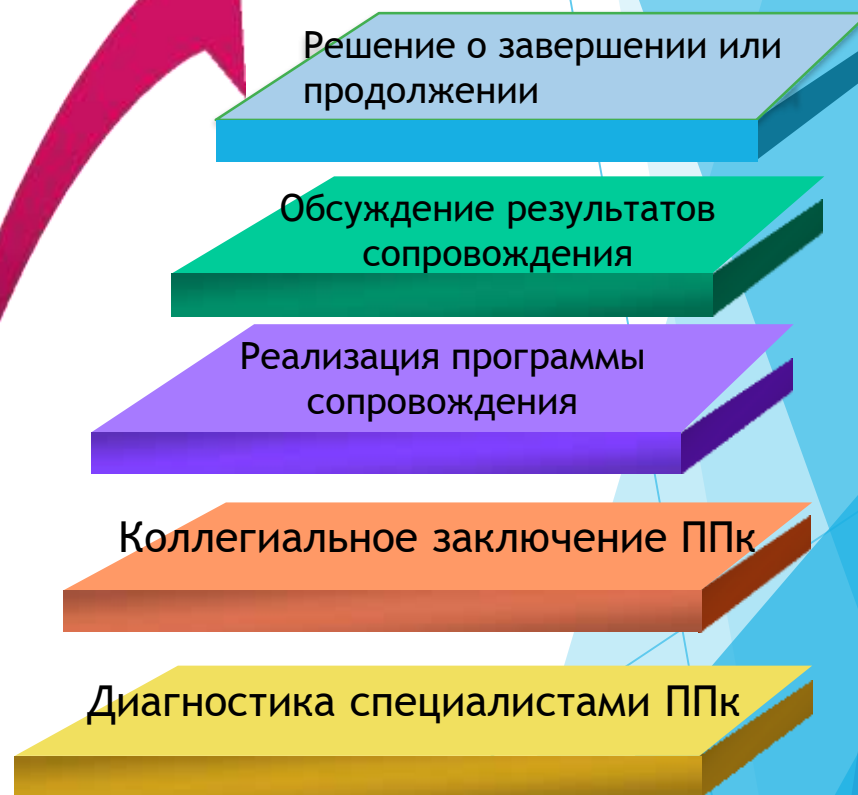 Решение о завершении или
продолжении
Обсуждение результатов
сопровождения
Реализация программы
сопровождения
Коллегиальное заключение ППк
Диагностика специалистами ППк